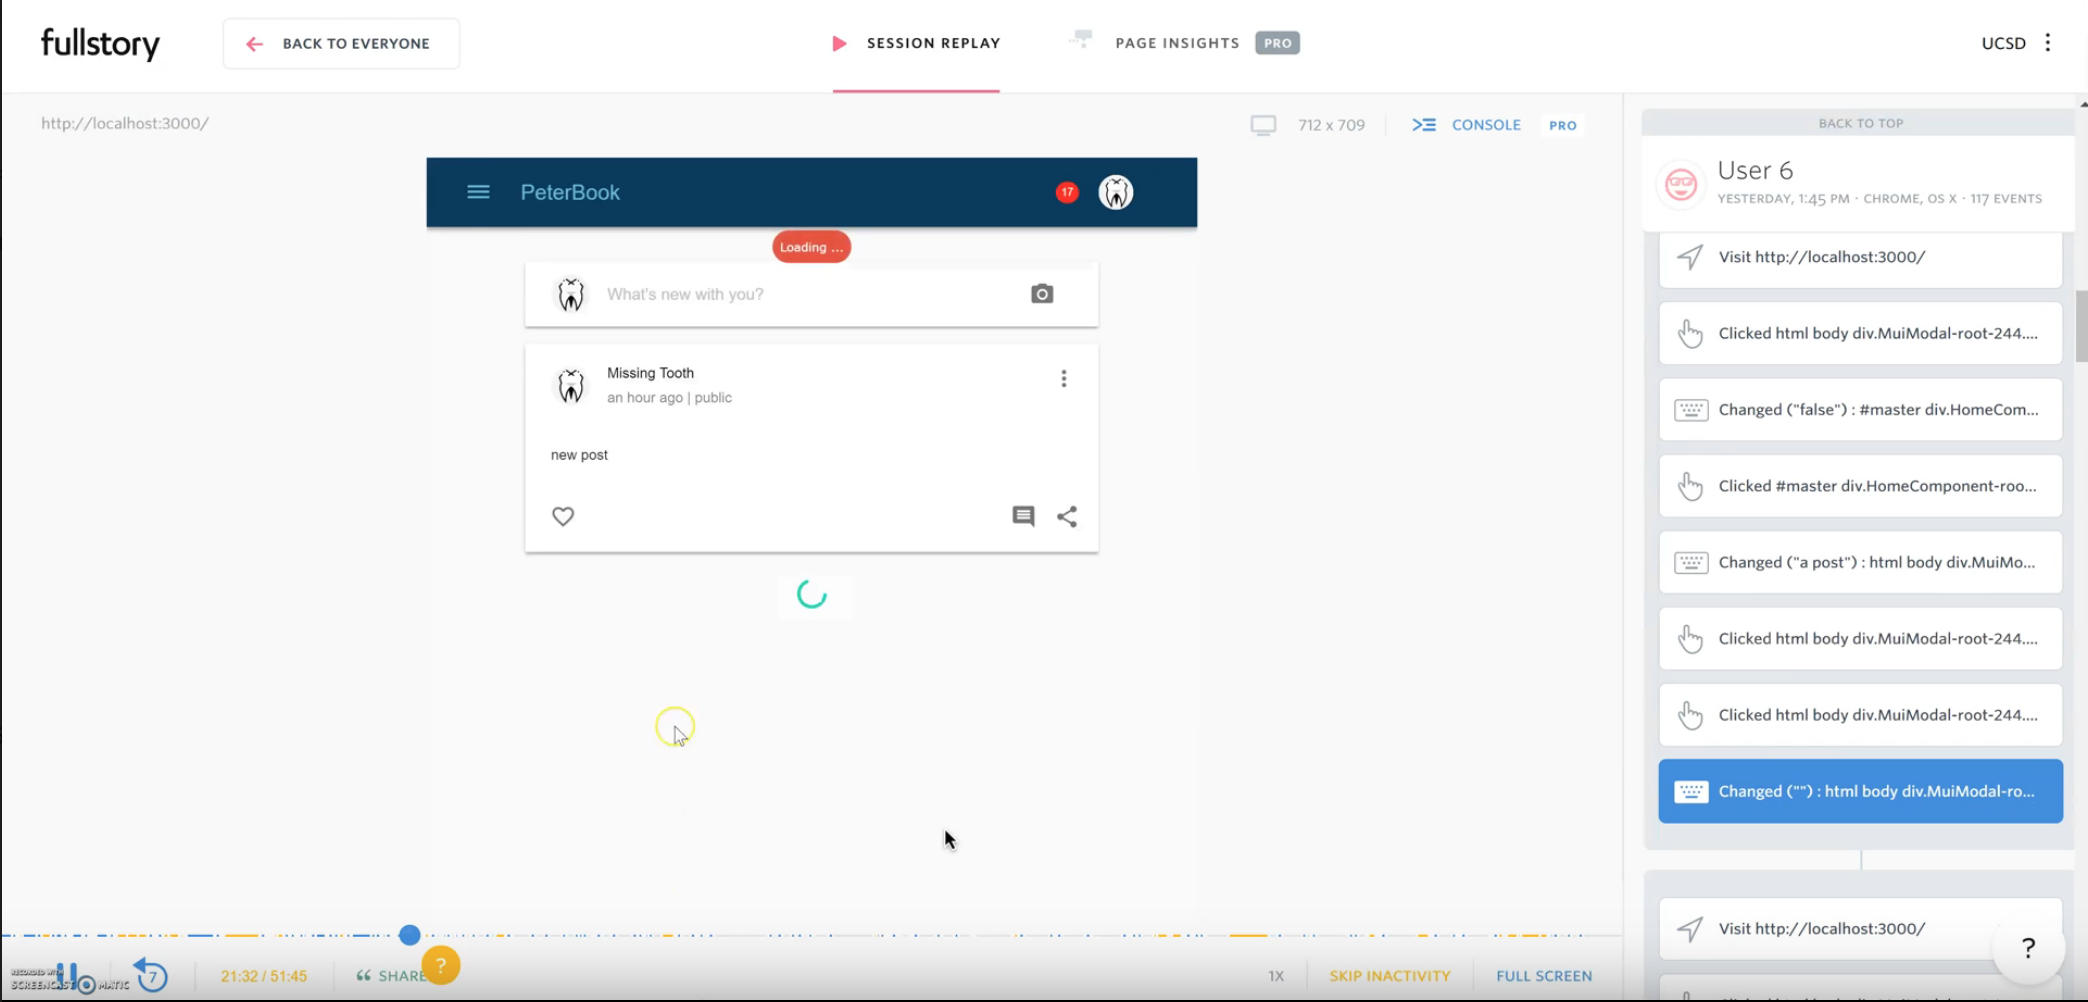 fullstory
BACK TO EVERYONE
SESSION REPLAY
PAGE INSIGHTS PRO
UCSD
http://localhost:3000/
712 x 709
CONSOLE PRO
PeterBook
17
Loading ...
What's new with you?
Missing Tooth
an hour ago | public
new post
BACK TO TOP
User 6
YESTERDAY, 1:45 PM · CHROME, OS X · 117 EVENTS
Visit http://localhost:3000/
Clicked html body div.MuiModal-root-244....
Changed ("false") : #master div.HomeCom...
Clicked #master div.HomeComponent-roo...
Changed ("a post") : html body div.MuiMo...
Clicked html body div.MuiModal-root-244....
Clicked html body div.MuiModal-root-244....
Changed ("") : html body div.MuiModal-ro...
Visit http://localhost:3000/
?
RECORDED WITH
SCREENCAST MATIC
7
21:32 / 51:45
SHARE
?
1X
SKIP INACTIVITY
FULL SCREEN